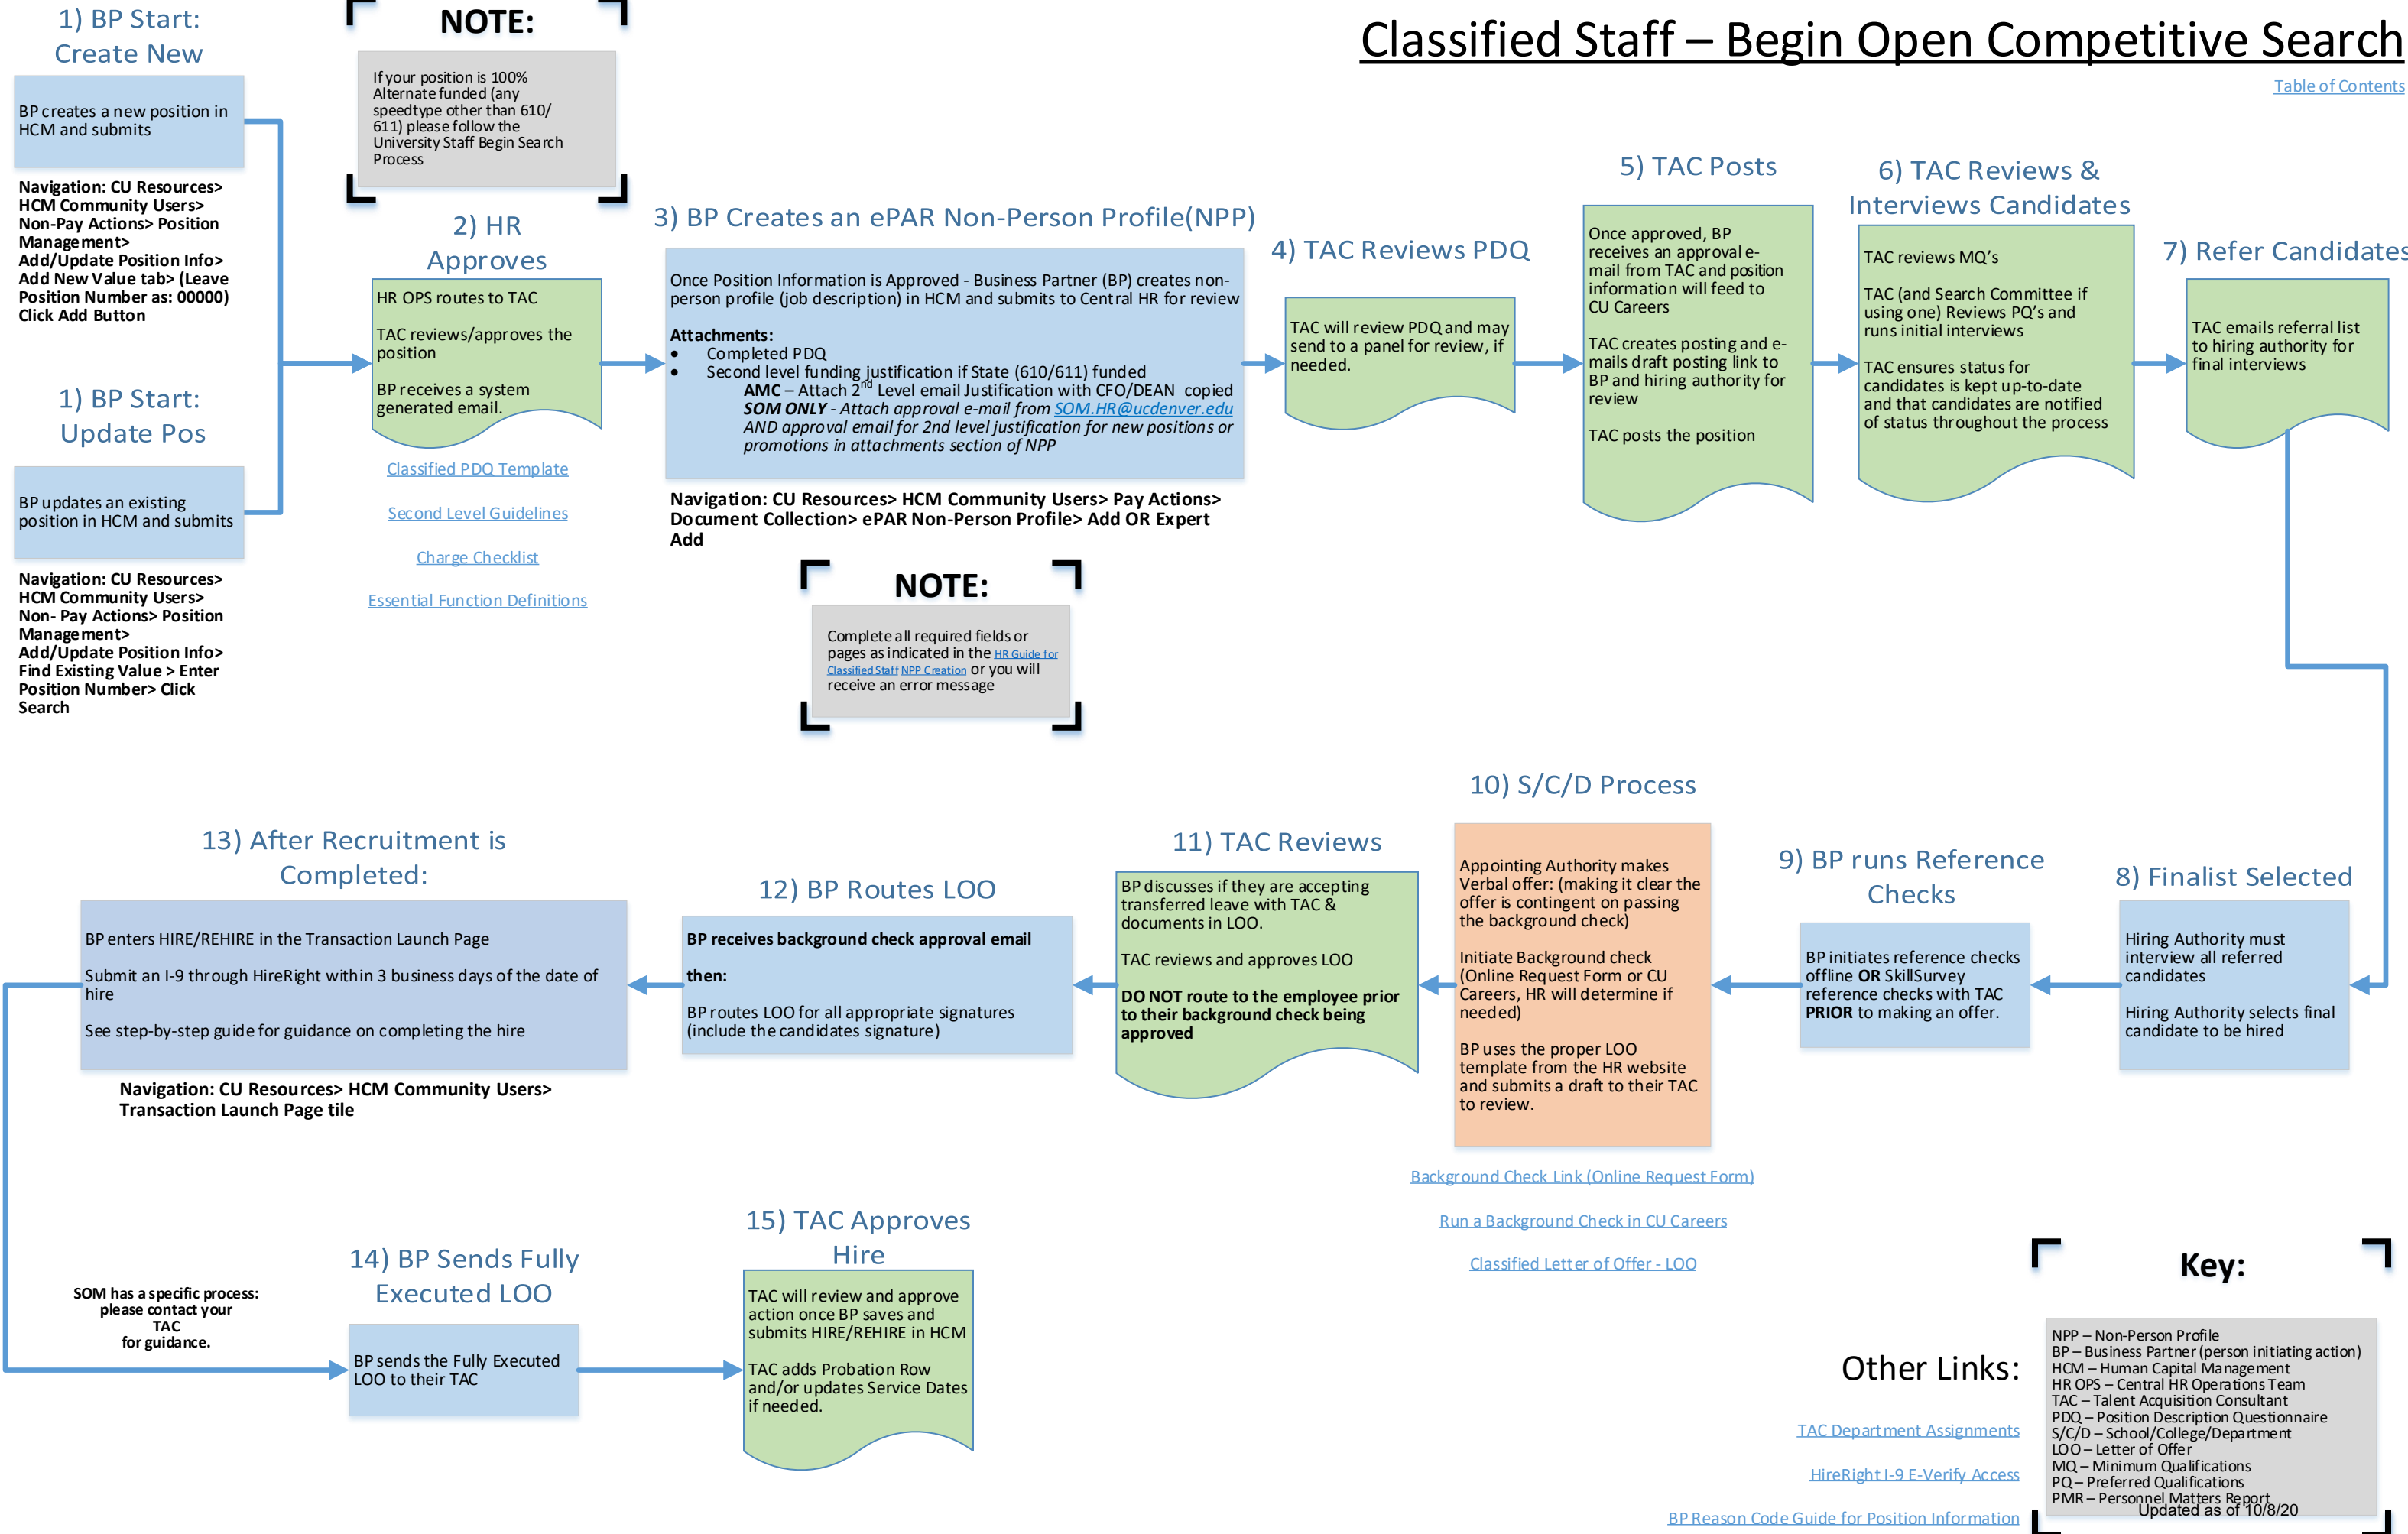 Classified Staff – Begin Open Competitive Search
Table of Contents
1) BP Start:
Create New
BP creates a new position in
HCM and submits
Navigation: CU Resources>
HCM Community Users>
Non-Pay Actions> Position
Management>
Add/Update Position Info>
Add New Value tab> (Leave
Position Number as: 00000)
Click Add Button
1) BP Start:
Update Pos
BP updates an existing
position in HCM and submits
Navigation: CU Resources>
HCM Community Users>
Non- Pay Actions> Position
Management>
Add/Update Position Info>
Find Existing Value > Enter
Position Number> Click
Search
NOTE:
If your position is 100%
Alternate funded (any
speedtype other than 610/
611) please follow the
University Staff Begin Search
Process
2) HR
Approves
HR OPS routes to TAC
TAC reviews/approves the
position
BP receives a system
generated email.
Classified PDQ Template
Second Level Guidelines
Charge Checklist
Essential Function Definitions
3) BP Creates an ePAR Non-Person Profile(NPP)
Once Position Information is Approved - Business Partner (BP) creates non-
person profile (job description) in HCM and submits to Central HR for review
Attachments:
• Completed PDQ
• Second level funding justification if State (610/611) funded
AMC – Attach 2nd Level email Justification with CFO/DEAN copied
SOM ONLY - Attach approval e-mail from SOM.HR@ucdenver.edu
AND approval email for 2nd level justification for new positions or
promotions in attachments section of NPP
Navigation: CU Resources> HCM Community Users> Pay Actions>
Document Collection> ePAR Non-Person Profile> Add OR Expert
Add
NOTE:
Complete all required fields or
pages as indicated in the HR Guide for
Classified Staff NPP Creation or you will
receive an error message
4) TAC Reviews PDQ
TAC will review PDQ and may
send to a panel for review, if
needed.
5) TAC Posts
Once approved, BP
receives an approval e-
mail from TAC and position
information will feed to
CU Careers
TAC creates posting and e-
mails draft posting link to
BP and hiring authority for
review
TAC posts the position
6) TAC Reviews &
Interviews Candidates
TAC reviews MQ's
TAC (and Search Committee if
using one) Reviews PQ's and
runs initial interviews
TAC ensures status for
candidates is kept up-to-date
and that candidates are notified
of status throughout the process
7) Refer Candidates
TAC emails referral list
to hiring authority for
final interviews
8) Finalist Selected
Hiring Authority must
interview all referred
candidates
Hiring Authority selects final
candidate to be hired
9) BP runs Reference
Checks
BP initiates reference checks
offline OR SkillSurvey
reference checks with TAC
PRIOR to making an offer.
10) S/C/D Process
Appointing Authority makes
Verbal offer: (making it clear the
offer is contingent on passing
the background check)
Initiate Background check
(Online Request Form or CU
Careers, HR will determine if
needed)
BP uses the proper LOO
template from the HR website
and submits a draft to their TAC
to review.
Background Check Link (Online Request Form)
Run a Background Check in CU Careers
Classified Letter of Offer - LOO
11) TAC Reviews
BP discusses if they are accepting
transferred leave with TAC &
documents in LOO.
TAC reviews and approves LOO
DO NOT route to the employee prior
to their background check being
approved
12) BP Routes LOO
BP receives background check approval email
then:
BP routes LOO for all appropriate signatures
(include the candidates signature)
13) After Recruitment is
Completed:
BP enters HIRE/REHIRE in the Transaction Launch Page
Submit an I-9 through HireRight within 3 business days of the date of
hire
See step-by-step guide for guidance on completing the hire
Navigation: CU Resources> HCM Community Users>
Transaction Launch Page tile
SOM has a specific process:
please contact your
TAC
for guidance.
14) BP Sends Fully
Executed LOO
BP sends the Fully Executed
LOO to their TAC
15) TAC Approves
Hire
TAC will review and approve
action once BP saves and
submits HIRE/REHIRE in HCM
TAC adds Probation Row
and/or updates Service Dates
if needed.
Other Links:
TAC Department Assignments
HireRight I-9 E-Verify Access
BP Reason Code Guide for Position Information
Key:
NPP – Non-Person Profile
BP – Business Partner (person initiating action)
HCM – Human Capital Management
HR OPS – Central HR Operations Team
TAC – Talent Acquisition Consultant
PDQ – Position Description Questionnaire
S/C/D – School/College/Department
LOO – Letter of Offer
MQ – Minimum Qualifications
PQ – Preferred Qualifications
PMR – Personnel Matters Report
Updated as of 10/8/20